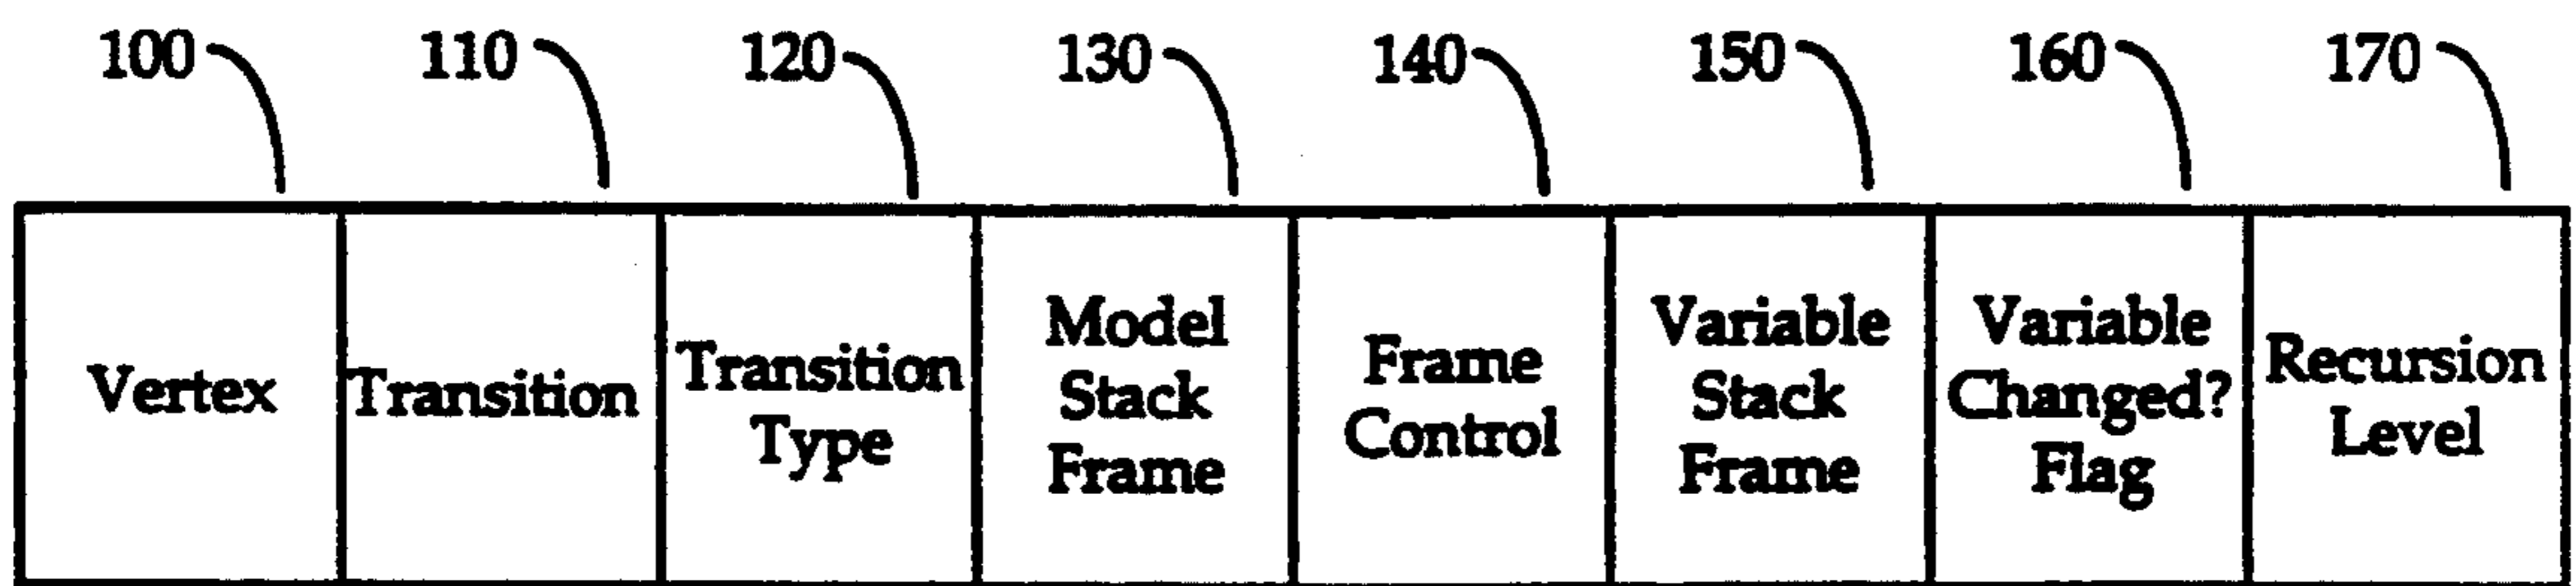 100 110 120 130 140 150 160 170
Vertex
Transition
Transition
Type
Model
Stack
Frame
Frame
Control
Variable
Stack
Frame
Variable
Changed?
Flag
Recursion
Level